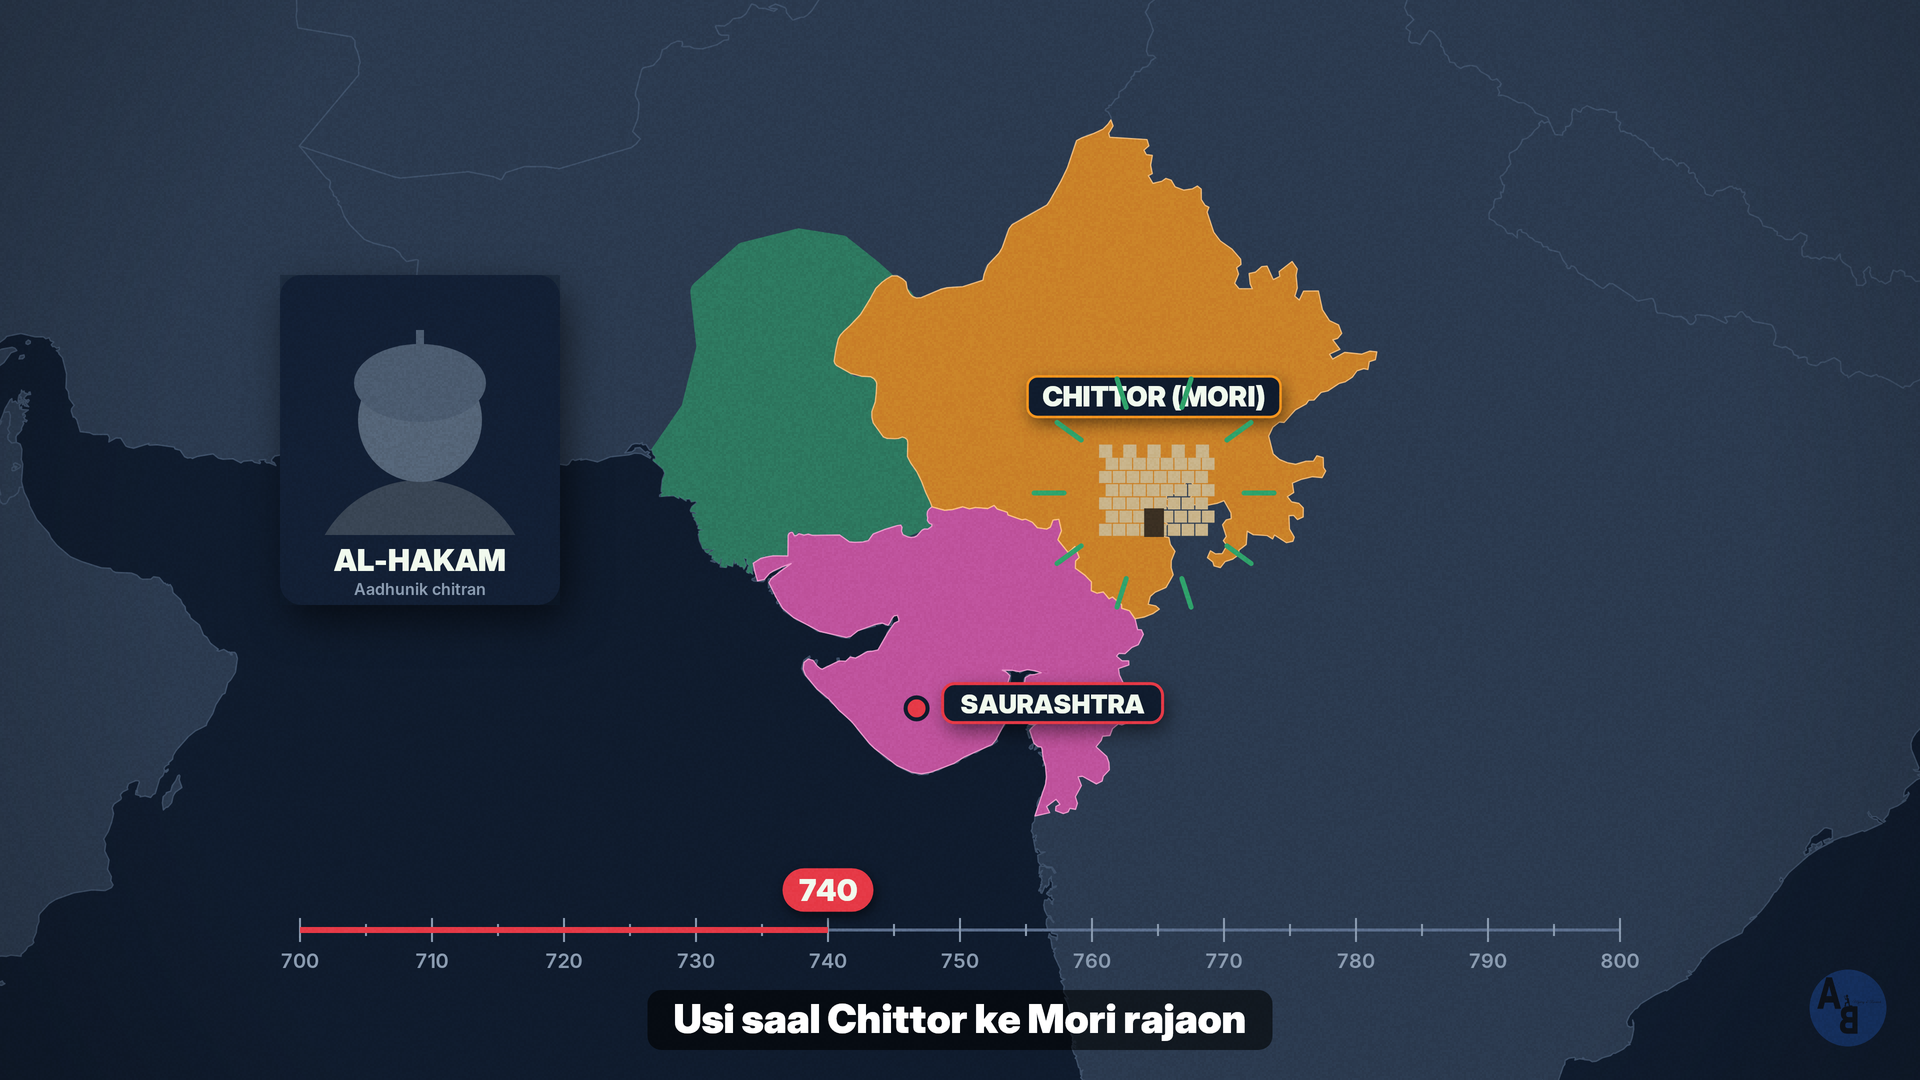 CHITTOR (MORI)
AL-HAKAM
Aadhunik chitran
SAURASHTRA
740
700 710 720 730 740 750 760 770 780 790 800
Usi saal Chittor ke Mori rajaon
A
B